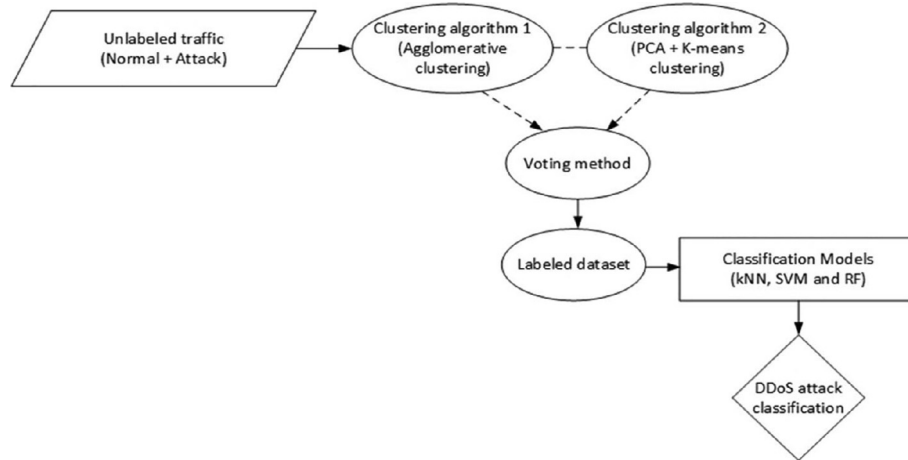 Unlabeled traffic
(Normal + Attack)
Clustering algorithm 1
(Agglomerative
clustering)
Clustering algorithm 2
(PCA + K-means
clustering)
Voting method
Labeled dataset
Classification Models
(kNN, SVM and RF)
DDoS attack
classification